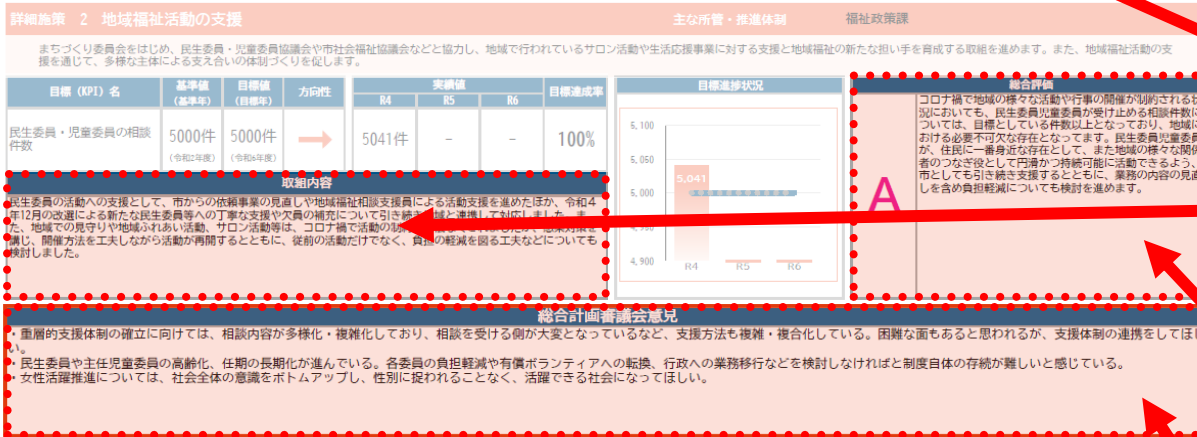 詳細施策 2 地域福祉活動の支援
主な所管・推進体制 福祉政策課
まちづくり委員会をはじめ、民生委員・児童委員協議会や市社会福祉協議会などと協力し、地域で行われているサロン活動や生活応援事業に対する支援と地域福祉の新たな担い手を育成する取組を進めます。また、地域福祉活動の支
援を通じて、多様な主体による支え合いの体制づくりを促します。
目標（KPI）名 基準値 目標値 方向性 実績値 目標達成率
（基準年） （目標年） R4 R5 R6
民生委員・児童委員の相談 5000件 5000件 5041件 - - 100%
件数 （令和2年度） （令和6年度）
取組内容
民生委員の活動への支援として、市からの依頼事業の見直しや地域福祉相談支援員による活動支援を進めたほか、令和４
年12月の改選による新たな民生委員等への丁寧な支援や欠員の補充について引き続き地域と連携して対応しました。ま
た、地域での見守りや地域ふれあい活動、サロン活動等は、コロナ禍で活動の
講じ、開催方法を工夫しながら活動が再開するとともに、従前の活動だけでなく、負担の軽減を図る工夫などについても
検討しました。
目標進捗状況
5,100
5,050
5,000
4,900
5,041
R4 R5 R6
総合評価
A
コロナ禍で地域の様々な活動や行事の開催が制約される状
況においても、民生委員児童委員が受け止める相談件数に
ついては、目標としている件数以上となっており、地域に
おける必要不可欠な存在となってます。民生委員児童委員
が、住民に一番身近な存在として、また地域の様々な関係
者のつなぎ役として円滑かつ持続可能に活動できるよう、
市としても引き続き支援するとともに、業務の内容の見直
しを含め負担軽減についても検討を進めます。
総合計画審議会意見
・重層的支援体制の確立に向けては、相談内容が多様化・複雑化しており、相談を受ける側が大変となっているなど、支援方法も複雑・複合化している。困難な面もあると思われるが、支援体制の連携をしてほし
い。
・民生委員や主任児童委員の高齢化、任期の長期化が進んでいる。各委員の負担軽減や有償ボランティアへの転換、行政への業務移行などを検討しなければと制度自体の存続が難しいと感じている。
・女性活躍推進については、社会全体の意識をボトムアップし、性別に捉われることなく、活躍できる社会になってほしい。